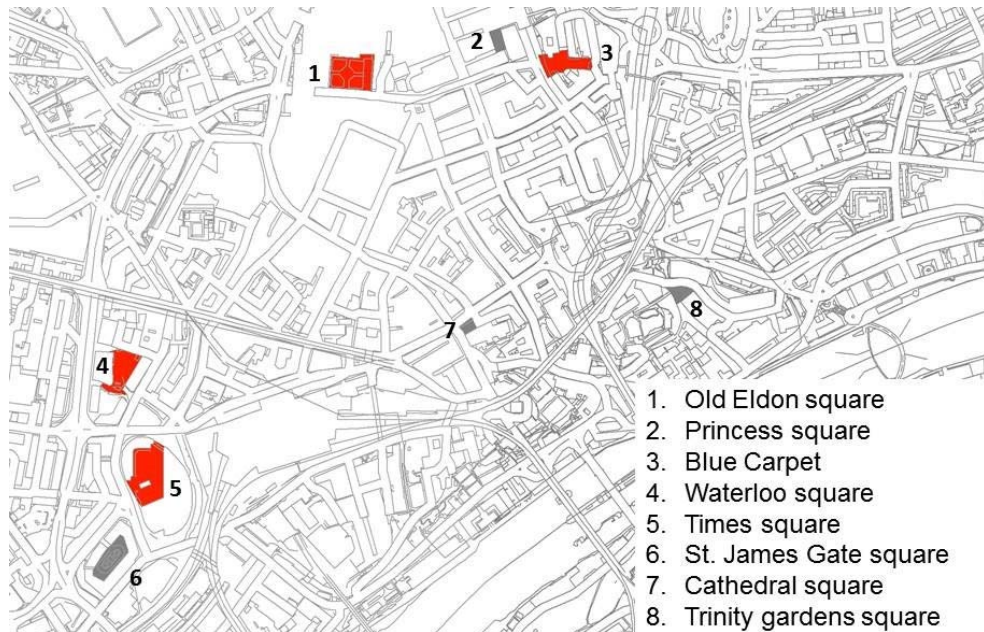 2
3
1
8
7
4
5
6
1. Old Eldon square
2. Princess square
3. Blue Carpet
4. Waterloo square
5. Times square
6. St. James Gate square
7. Cathedral square
8. Trinity gardens square